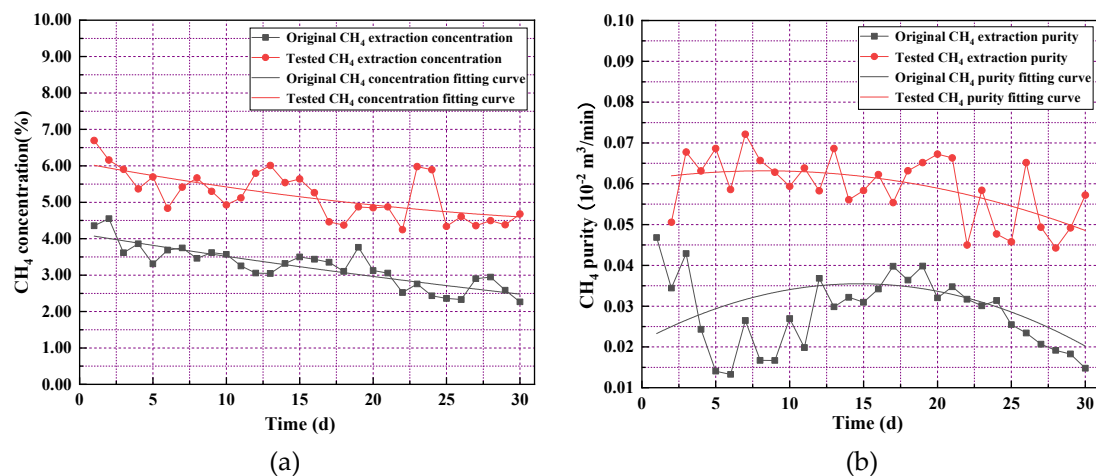 10.00
9.00
8.00
7.00
6.00
5.00
4.00
3.00
2.00
1.00
0.00
CH₄ concentration(%)
Original CH₄ extraction concentration
Tested CH₄ extraction concentration
Original CH₄ concentration fitting curve
Tested CH₄ concentration fitting curve
0 5 10 15 20 25 30
Time (d)
(a)
0.10
0.09
0.08
0.07
0.06
0.05
0.04
0.03
0.02
0.01
CH₄ purity (10⁻² m³/min)
Original CH₄ extraction purity
Tested CH₄ extraction purity
Original CH₄ purity fitting curve
Tested CH₄ purity fitting curve
0 5 10 15 20 25 30
Time (d)
(b)